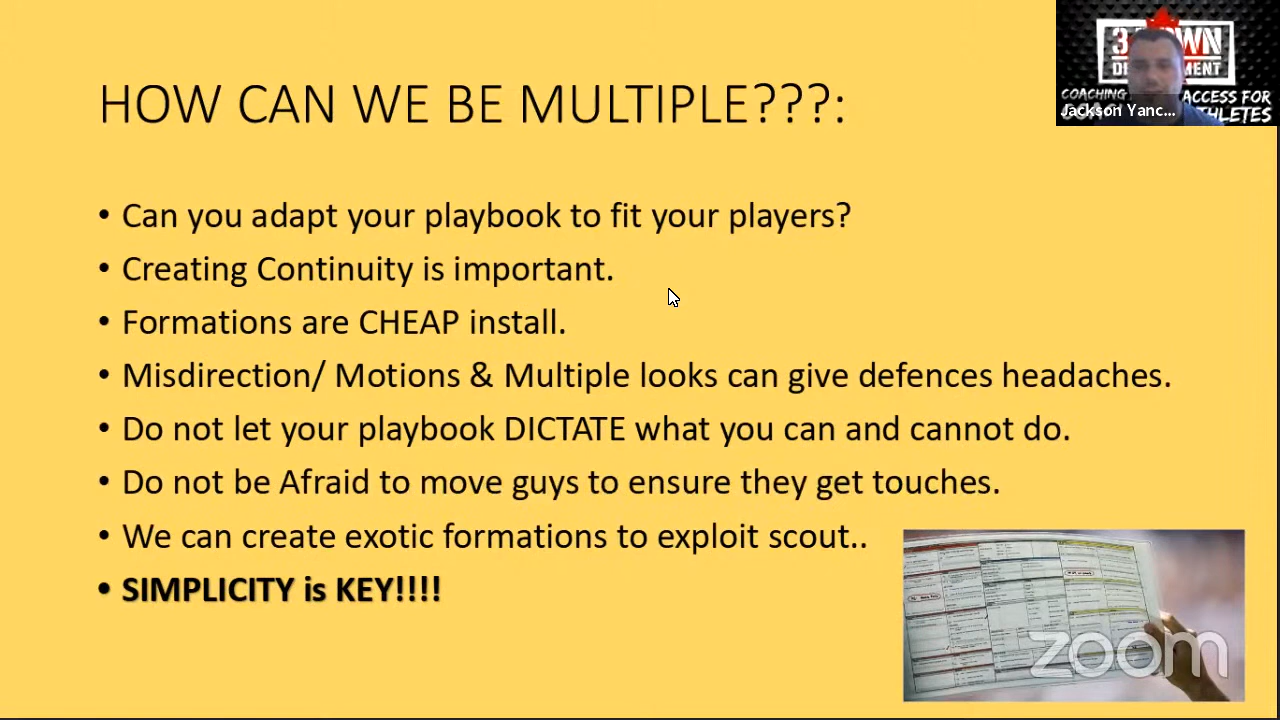 HOW CAN WE BE MULTIPLE???:
• Can you adapt your playbook to fit your players?
• Creating Continuity is important.
• Formations are CHEAP install.
• Misdirection/ Motions & Multiple looks can give defences headaches.
• Do not let your playbook DICTATE what you can and cannot do.
• Do not be Afraid to move guys to ensure they get touches.
• We can create exotic formations to exploit scout..
• SIMPLICITY is KEY!!!!
COACHING
ACCESS FOR
Jackson Yanc...
zoom